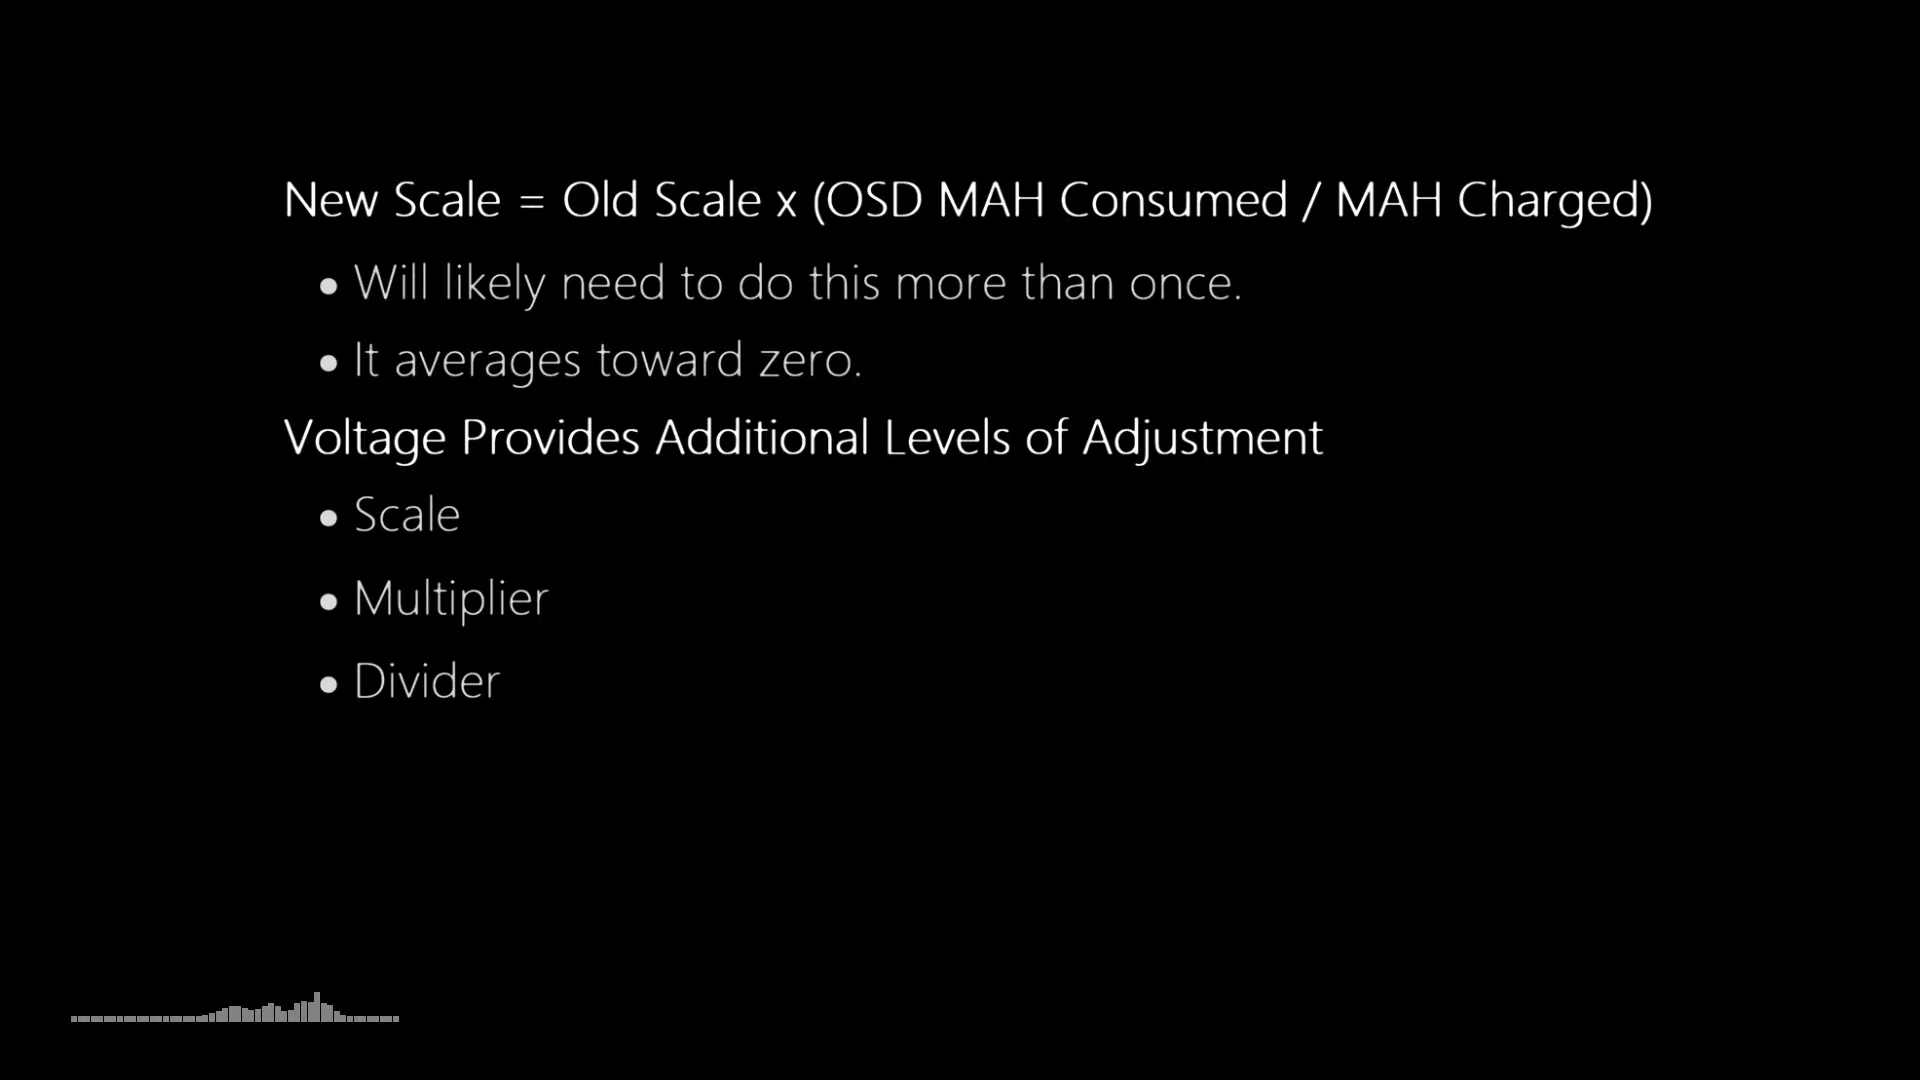 New Scale = Old Scale x (OSD MAH Consumed / MAH Charged)
• Will likely need to do this more than once.
• It averages toward zero.
Voltage Provides Additional Levels of Adjustment
• Scale
• Multiplier
• Divider